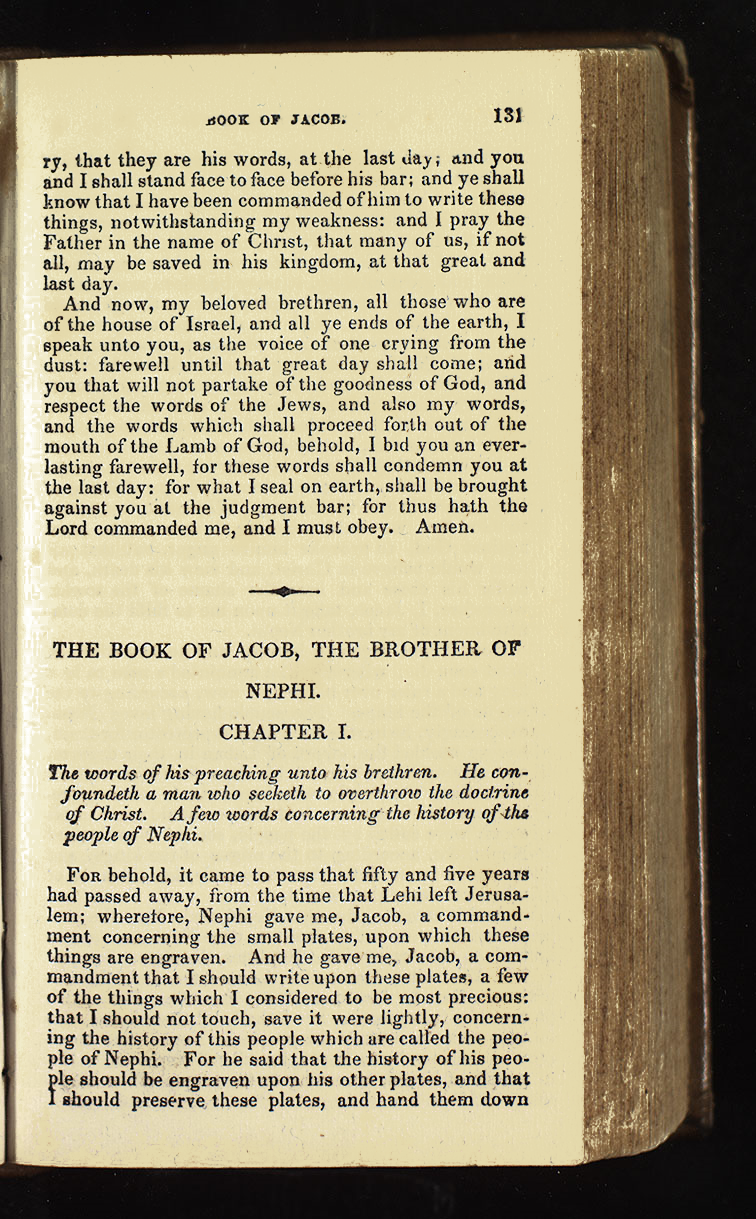 BOOK OF JACOB. 131
ry, that they are his words, at the last day; and you
and I shall stand face to face before his bar; and ye shall
know that I have been commanded of him to write these
things, notwithstanding my weakness: and I pray the
Father in the name of Christ, that many of us, if not
all, may be saved in his kingdom, at that great and
last day.
And now, my beloved brethren, all those who are
of the house of Israel, and all ye ends of the earth, I
speak unto you, as the voice of one crying from the
dust: farewell until that great day shall come; and
you that will not partake of the goodness of God, and
respect the words of the Jews, and also my words,
and the words which shall proceed forth out of the
mouth of the Lamb of God, behold, I bid you an ever-
lasting farewell, for these words shall condemn you at
the last day: for what I seal on earth, shall be brought
against you at the judgment bar; for thus hath the
Lord commanded me, and I must obey. Amen.
THE BOOK OF JACOB, THE BROTHER OF
NEPHI.
CHAPTER I.
The words of his preaching unto his brethren. He con-
foundeth a man who seeketh to overthrow the doctrine
of Christ. A few words concerning the history of the
people of Nephi.
FOR behold, it came to pass that fifty and five years
had passed away, from the time that Lehi left Jerusa-
lem; wherefore, Nephi gave me, Jacob, a command-
ment concerning the small plates, upon which these
things are engraven. And he gave me, Jacob, a com-
mandment that I should write upon these plates, a few
of the things which I considered to be most precious:
that I should not touch, save it were lightly, concern-
ing the history of this people which are called the peo-
ple of Nephi. For he said that the history of his peo-
ple should be engraven upon his other plates, and that
I should preserve these plates, and hand them down